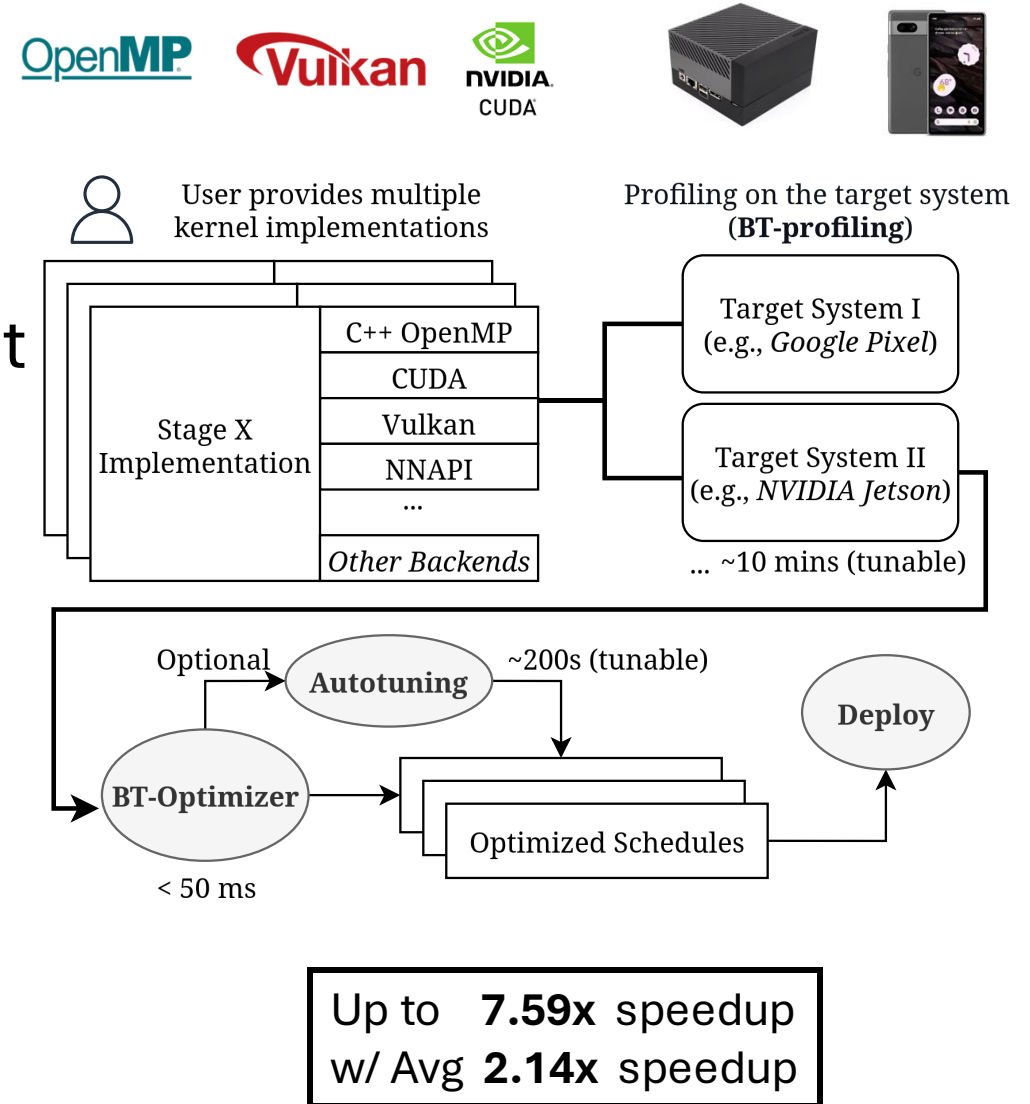 OpenMP
Vulkan
NVIDIA.
CUDA
User provides multiple
kernel implementations
Profiling on the target system
(BT-profiling)
t
Stage X
Implementation
C++ OpenMP
CUDA
Vulkan
NNAPI
...
Other Backends
Target System I
(e.g., Google Pixel)
Target System II
(e.g., NVIDIA Jetson)
... ~10 mins (tunable)
Optional
Autotuning
~200s (tunable)
Deploy
BT-Optimizer
Optimized Schedules
< 50 ms
Up to 7.59x speedup
w/ Avg 2.14x speedup